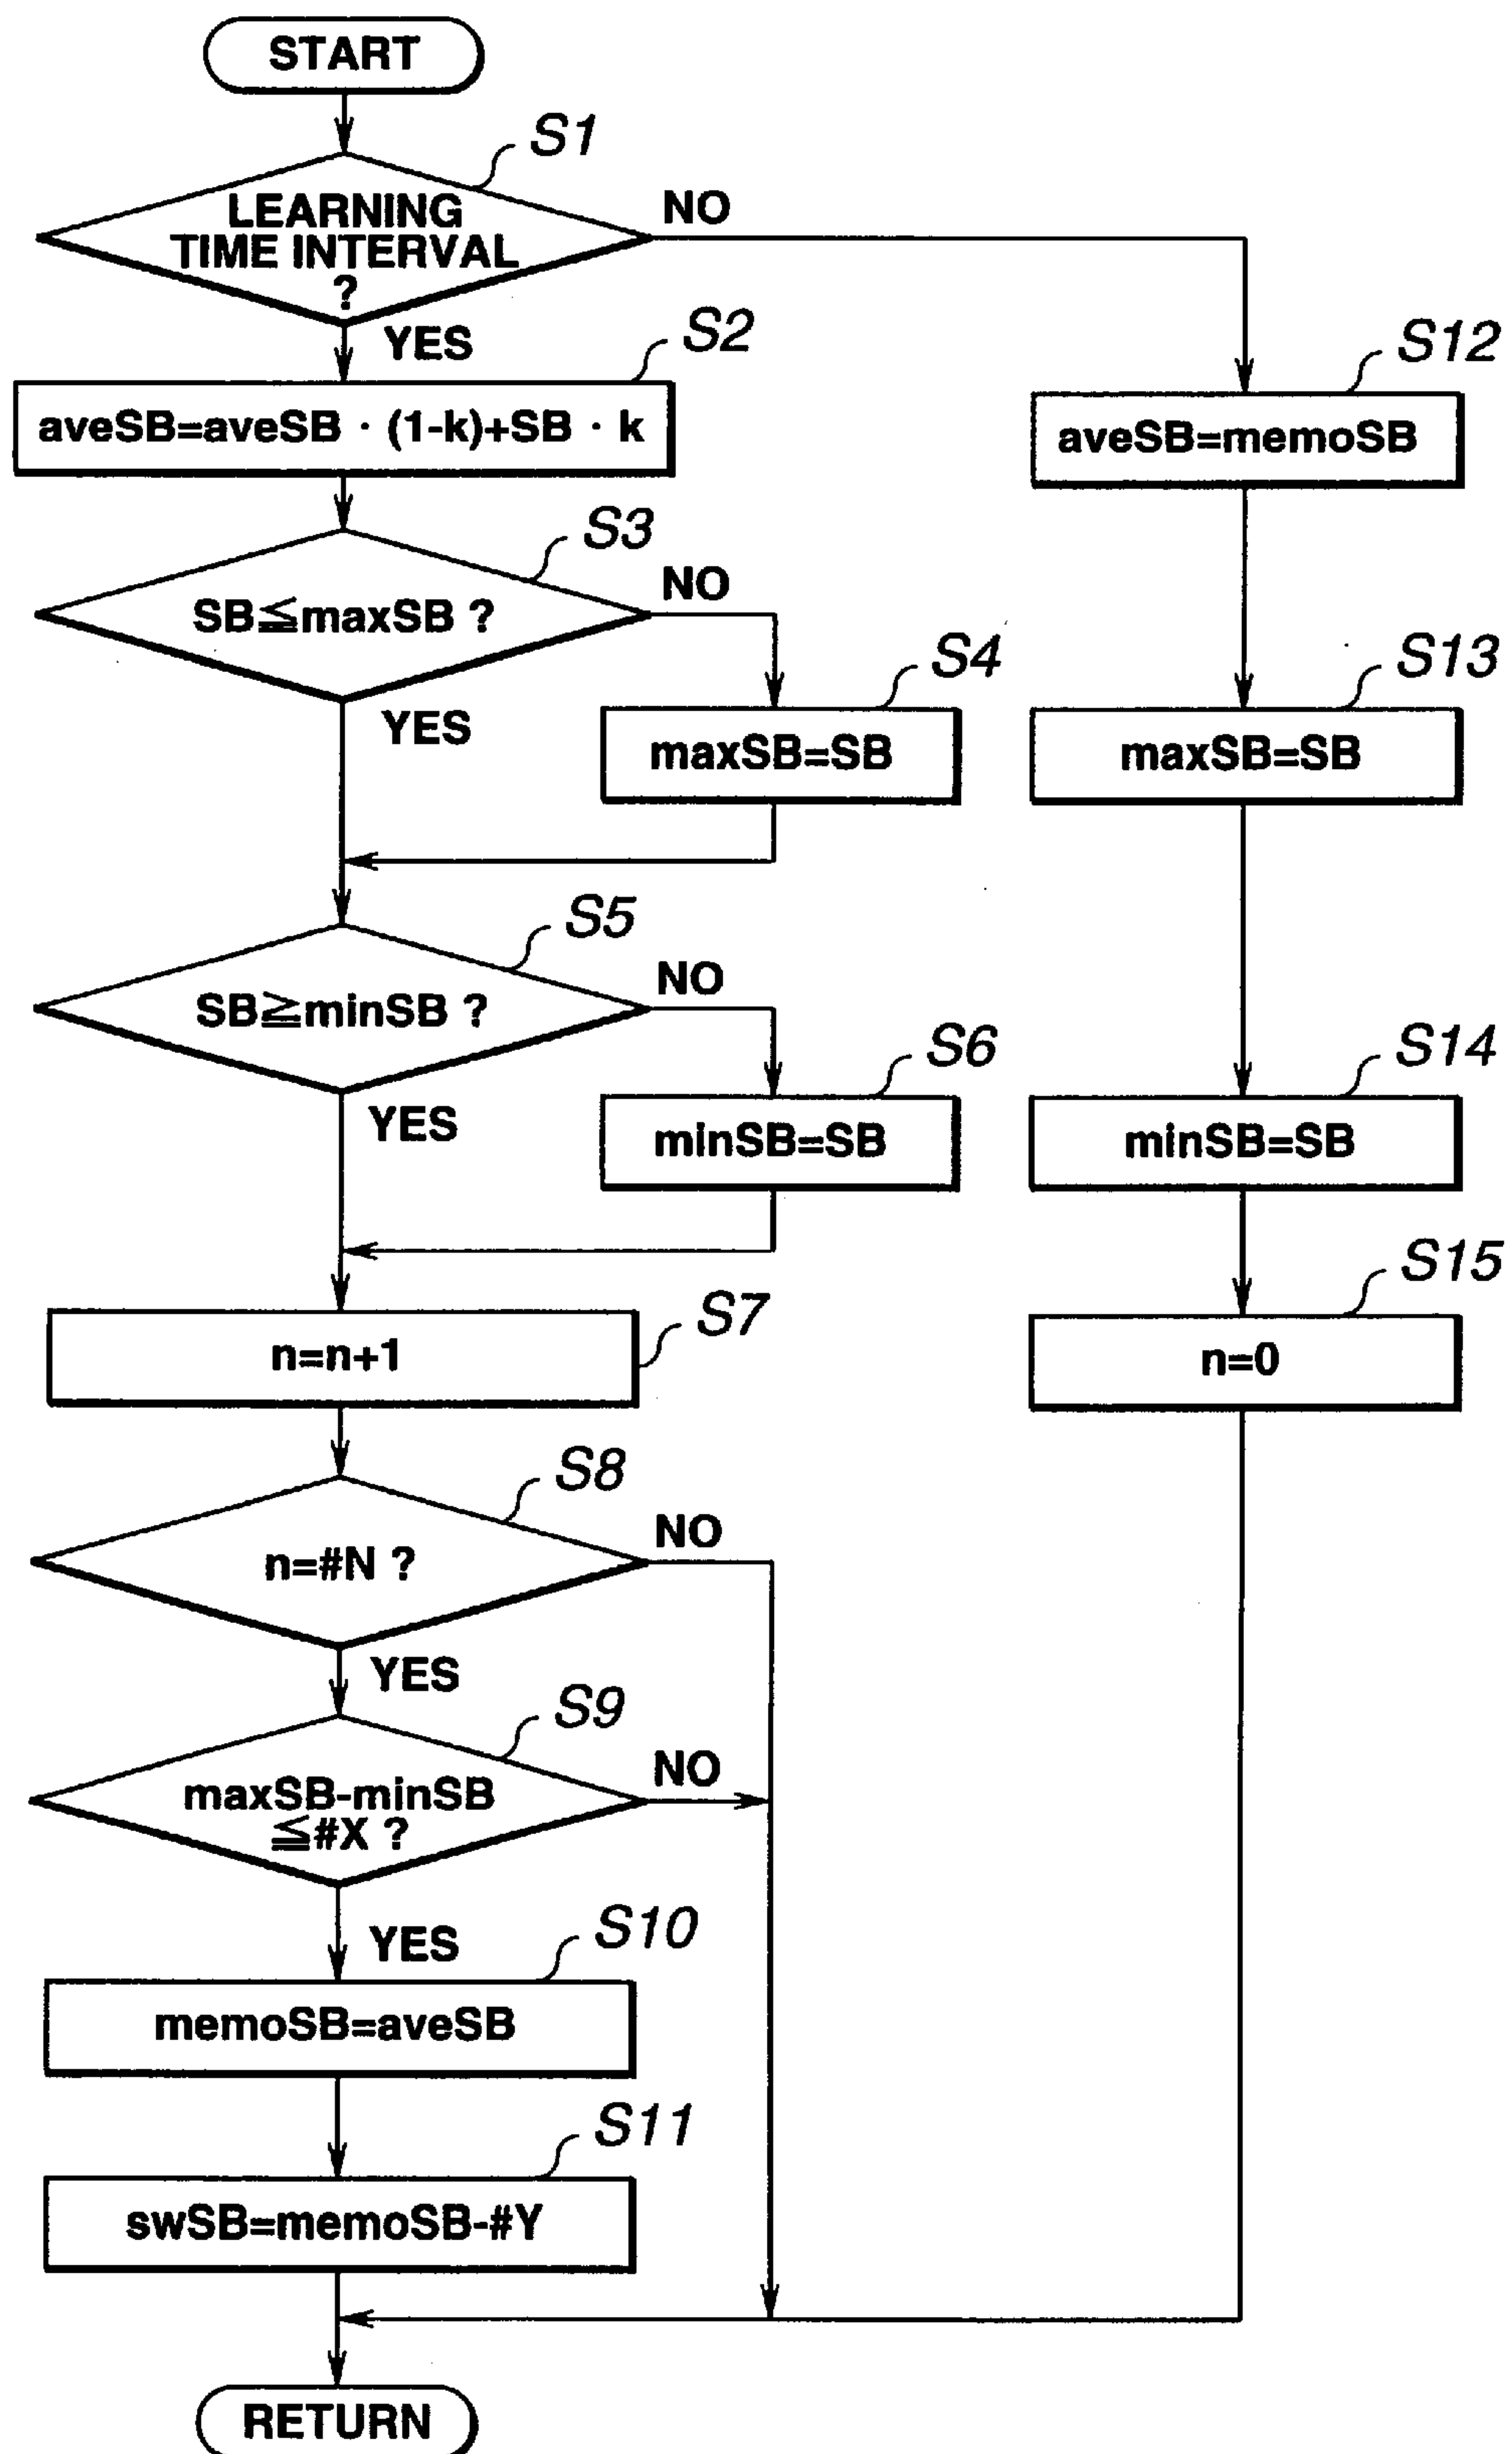 START
S1
LEARNING
TIME INTERVAL
?
NO
YES
S2
aveSB=aveSB · (1-k)+SB · k
S12
aveSB=memoSB
S3
SB≦maxSB ?
NO
YES
S4
maxSB=SB
S13
maxSB=SB
S5
SB≧minSB ?
NO
YES
S6
minSB=SB
S14
minSB=SB
S7
n=n+1
S15
n=0
S8
n=#N ?
NO
YES
S9
maxSB-minSB
≦#X ?
NO
YES
S10
memoSB=aveSB
S11
swSB=memoSB-#Y
RETURN